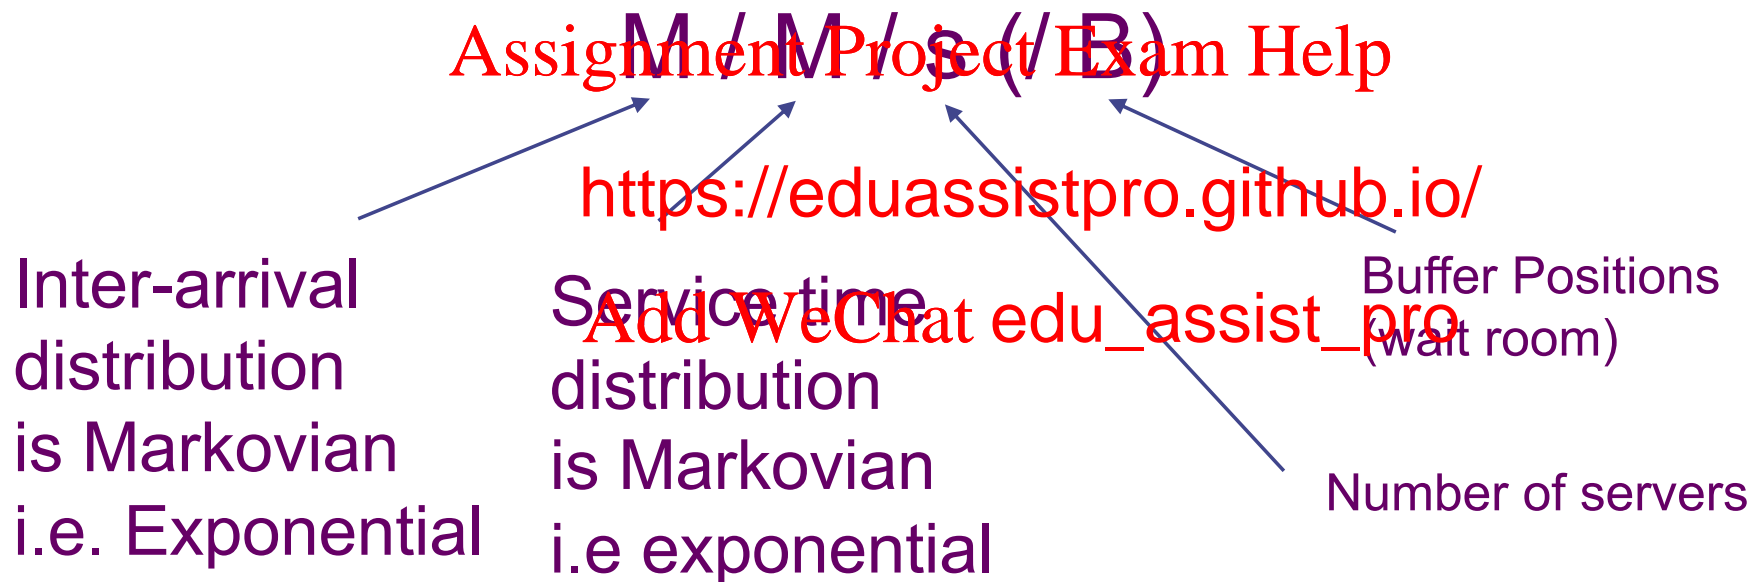 M / M / s (/ B)
Assignment Project Exam Help
https://eduassistpro.github.io/
Inter-arrival
distribution
is Markovian
i.e. Exponential
Service time
distribution
is Markovian
i.e exponential
Add WeChat edu_assist_pro
Buffer Positions
(wait room)
Number of servers